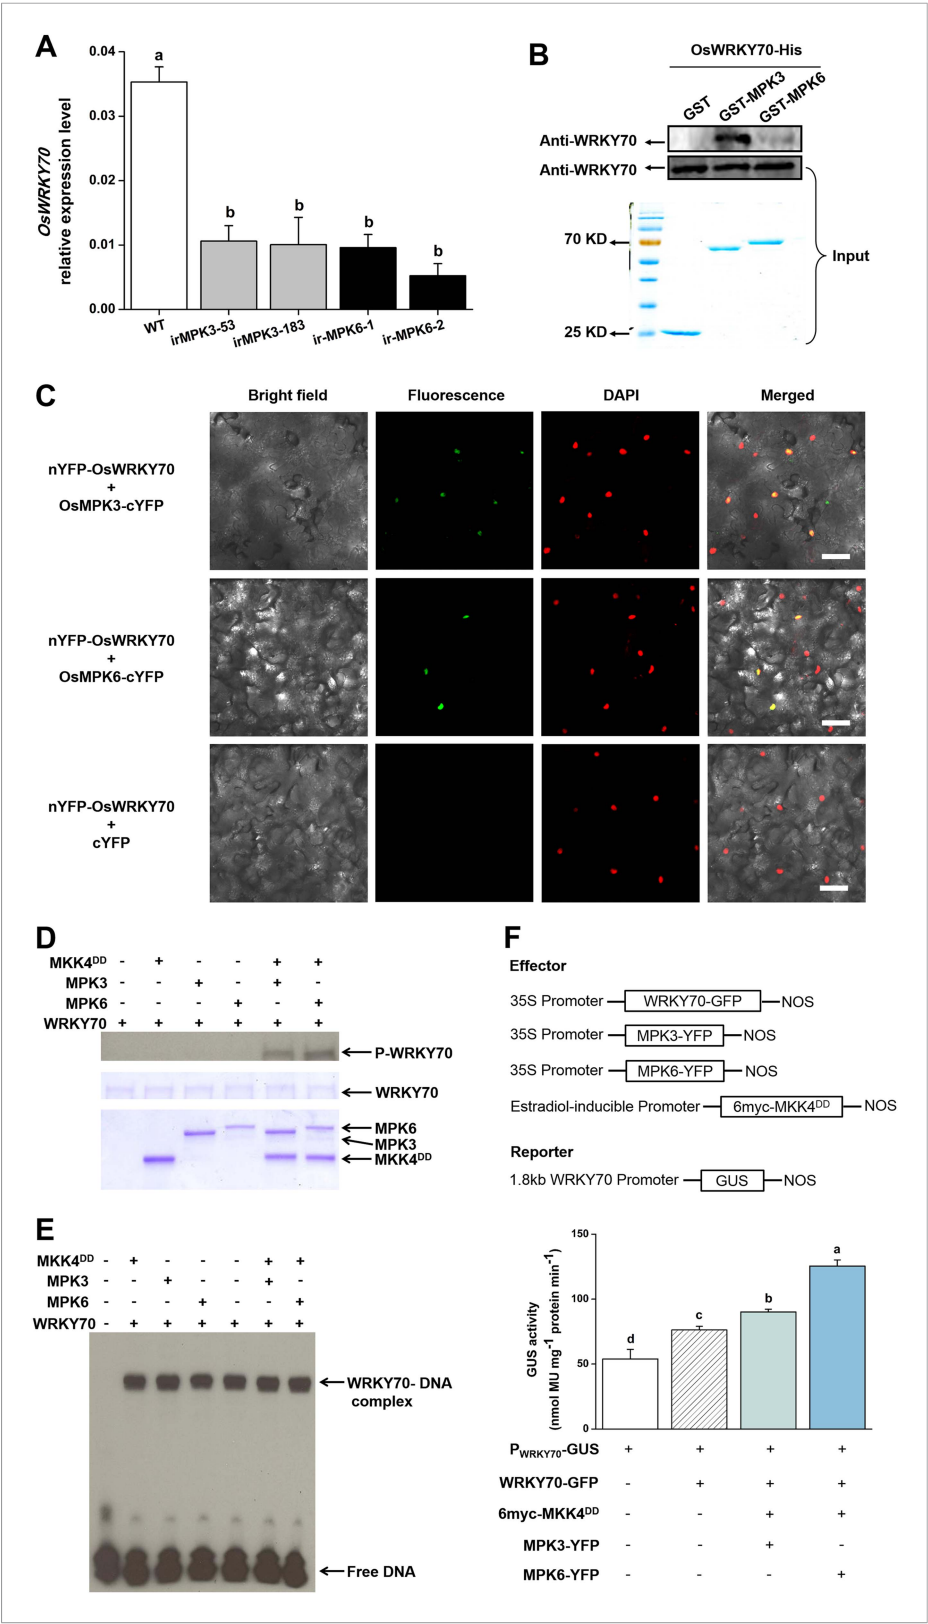 A
0.04
0.03
0.02
0.01
0.00
OsWRKY70
relative expression level
a
b
b
b
b
WT
irMPK3-53
irMPK3-183
ir-MPK6-1
ir-MPK6-2
B
OsWRKY70-His
GST
GST-MPK3
GST-MPK6
Anti-WRKY70
Anti-WRKY70
70 KD
25 KD
Input
C
Bright field Fluorescence DAPI Merged
nYFP-OsWRKY70
+
OsMPK3-cYFP
nYFP-OsWRKY70
+
OsMPK6-cYFP
nYFP-OsWRKY70
+
cYFP
D
MKK4ᴰᴰ - + - - + +
MPK3 - - + - + -
MPK6 - - - + - +
WRKY70 + + + + + +
P-WRKY70
WRKY70
MPK6
MPK3
MKK4ᴰᴰ
E
MKK4ᴰᴰ - + - - - + +
MPK3 - - + - - + -
MPK6 - - - + - - +
WRKY70 - + + + + + +
WRKY70- DNA
complex
Free DNA
F
Effector
35S Promoter WRKY70-GFP NOS
35S Promoter MPK3-YFP NOS
35S Promoter MPK6-YFP NOS
Estradiol-inducible Promoter 6myc-MKK4ᴰᴰ NOS
Reporter
1.8kb WRKY70 Promoter GUS NOS
150
100
50
0
GUS activity
(nmol MU mg⁻¹ protein min⁻¹)
d
c
b
a
P_WRKY70-GUS + + + +
WRKY70-GFP - + + +
6myc-MKK4ᴰᴰ - - + +
MPK3-YFP - - + -
MPK6-YFP - - - +